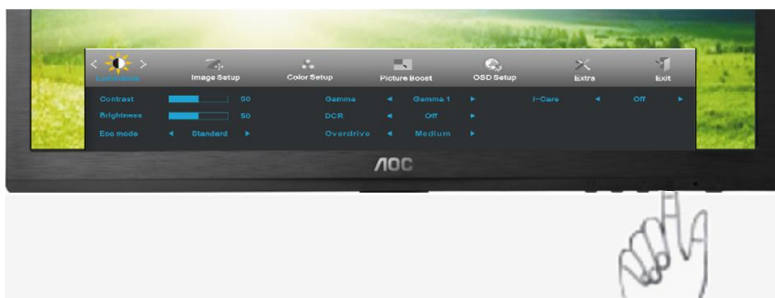 < >
Luminance Image Setup Color Setup Picture Boost OSD Setup Extra Exit
Contrast 50 Gamma Gamma 1 i-Care Off
Brightness 50 DCR Off
Eco mode Standard Overdrive Medium
AOC